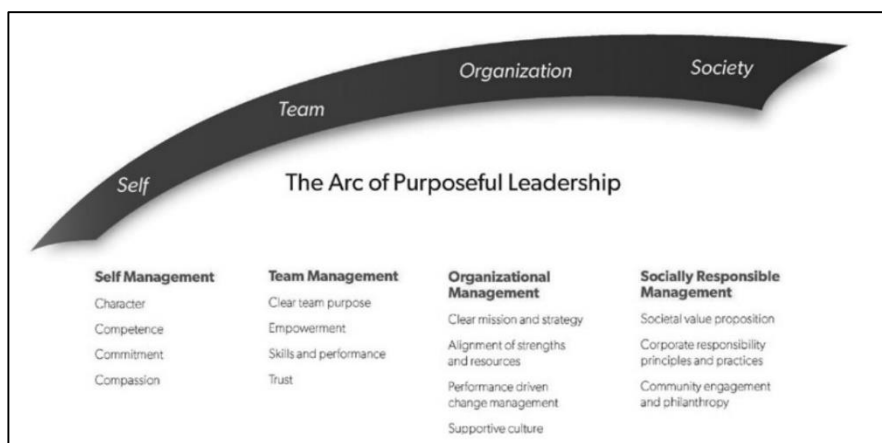 Organization
Society
Team
Self
The Arc of Purposeful Leadership
Self Management
Character
Competence
Commitment
Compassion
Team Management
Clear team purpose
Empowerment
Skills and performance
Trust
Organizational
Management
Clear mission and strategy
Alignment of strengths
and resources
Performance driven
change management
Supportive culture
Socially Responsible
Management
Societal value proposition
Corporate responsibility
principles and practices
Community engagement
and philanthropy